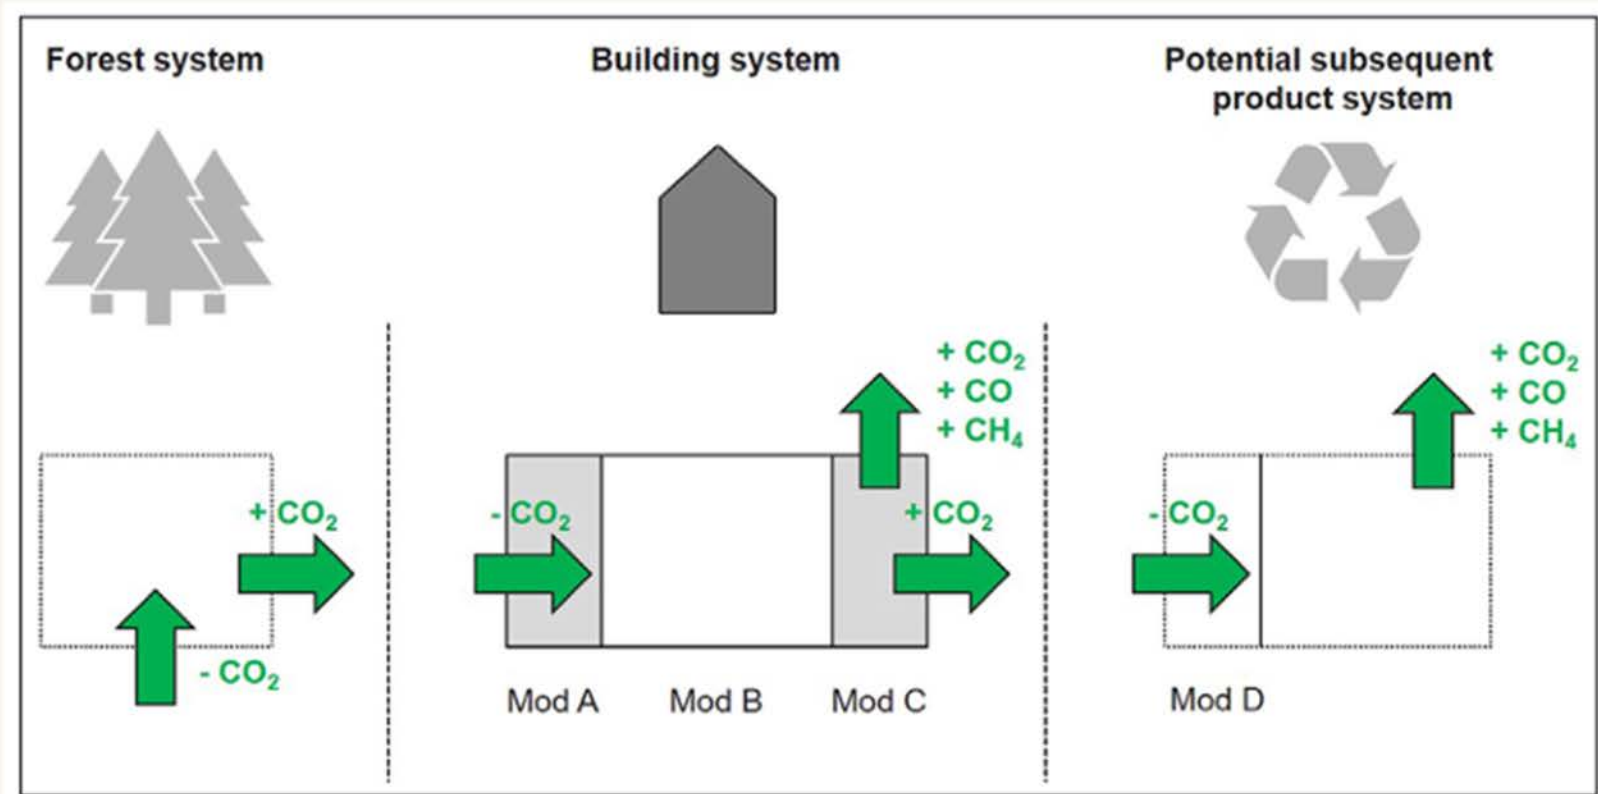 Forest system
Building system
Potential subsequent
product system
+ CO₂
+ CO
+ CH₄
+ CO₂
+ CO
+ CH₄
+ CO₂
- CO₂
+ CO₂
- CO₂
- CO₂
Mod A
Mod B
Mod C
Mod D